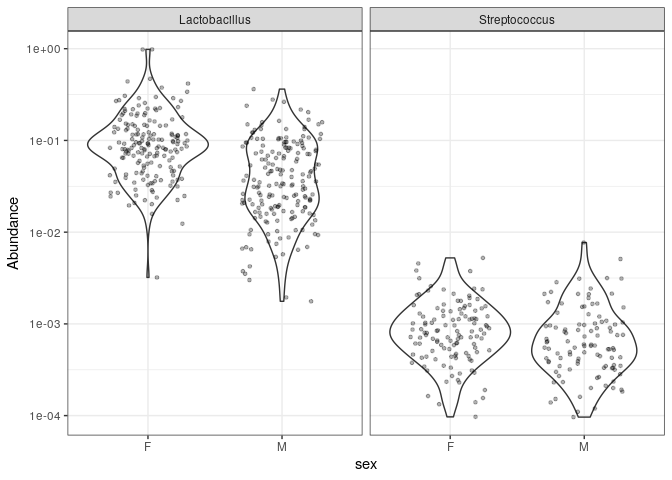 Lactobacillus
Streptococcus
Abundance
1e+00
1e-01
1e-02
1e-03
1e-04
F
M
F
M
sex